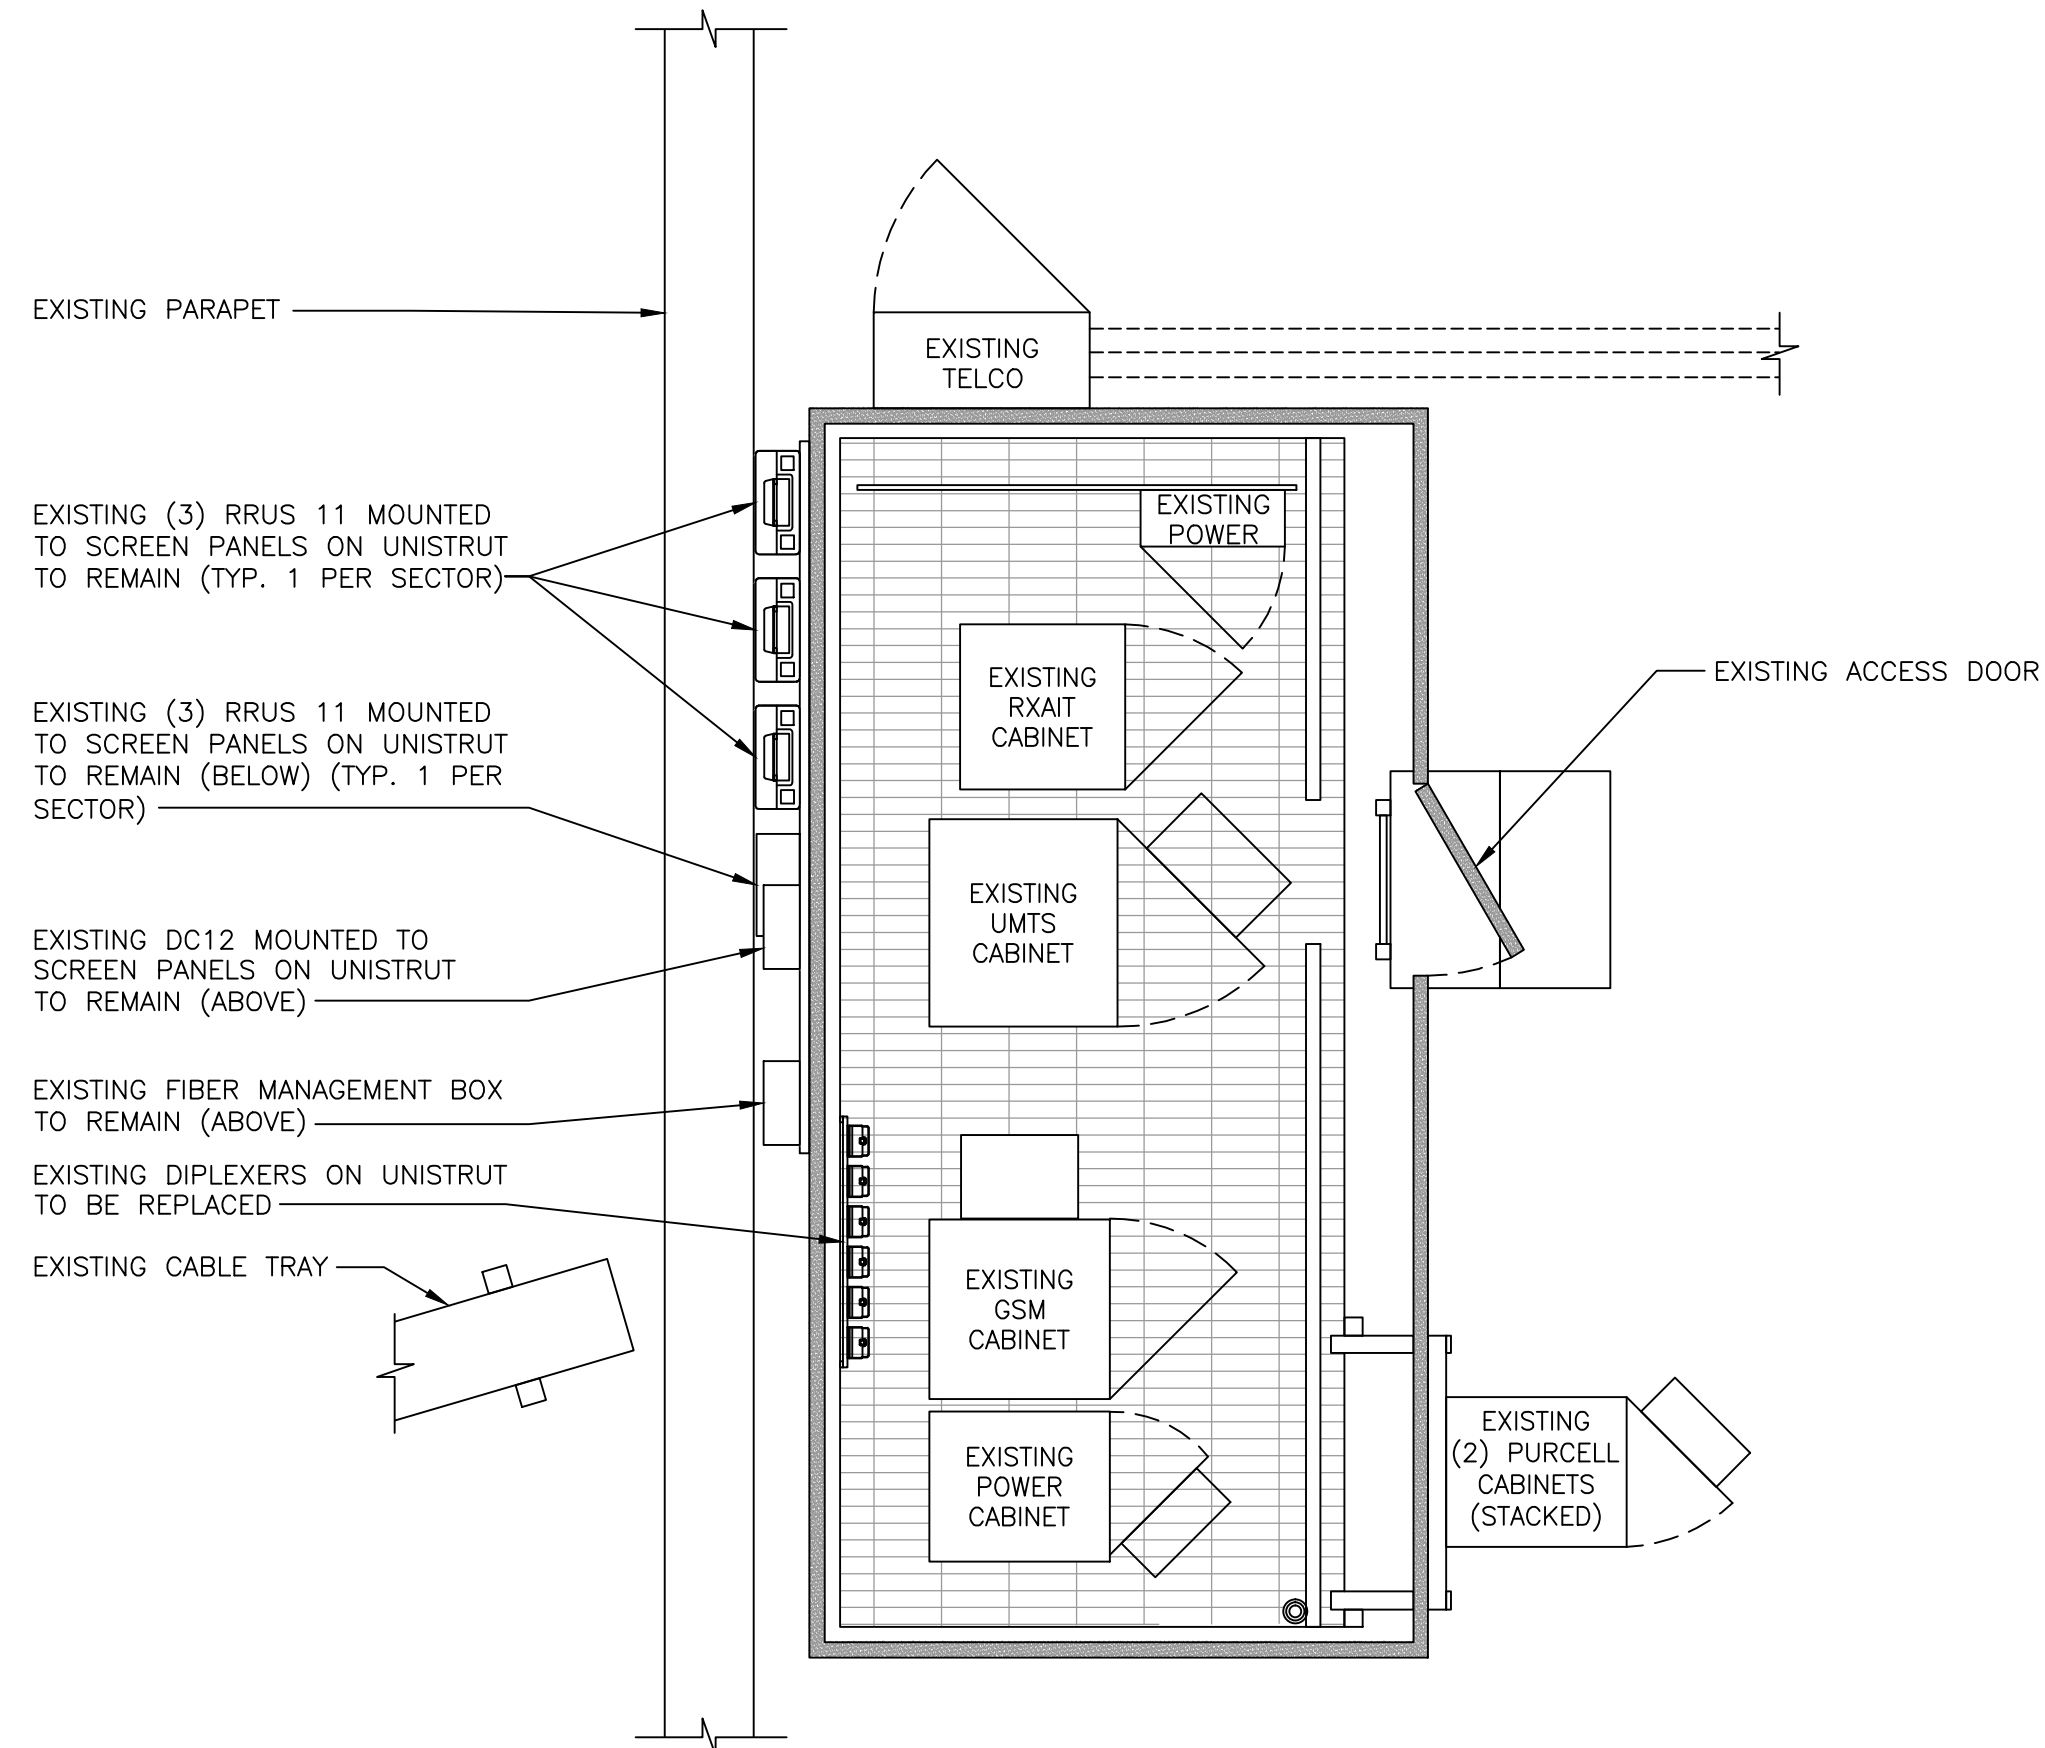 EXISTING PARAPET
EXISTING
TELCO
EXISTING (3) RRUS 11 MOUNTED
TO SCREEN PANELS ON UNISTRUT
TO REMAIN (TYP. 1 PER SECTOR)
EXISTING
POWER
EXISTING
RXAIT
CABINET
EXISTING ACCESS DOOR
EXISTING (3) RRUS 11 MOUNTED
TO SCREEN PANELS ON UNISTRUT
TO REMAIN (BELOW) (TYP. 1 PER
SECTOR)
EXISTING
UMTS
CABINET
EXISTING DC12 MOUNTED TO
SCREEN PANELS ON UNISTRUT
TO REMAIN (ABOVE)
EXISTING FIBER MANAGEMENT BOX
TO REMAIN (ABOVE)
EXISTING DIPLEXERS ON UNISTRUT
TO BE REPLACED
EXISTING CABLE TRAY
EXISTING
GSM
CABINET
EXISTING
POWER
CABINET
EXISTING
(2) PURCELL
CABINETS
(STACKED)